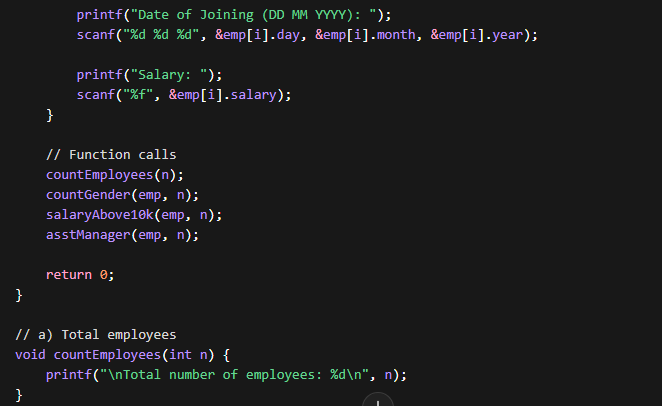 printf("Date of Joining (DD MM YYYY): ");
scanf("%d %d %d", &emp[i].day, &emp[i].month, &emp[i].year);
printf("Salary: ");
scanf("%f", &emp[i].salary);
}
// Function calls
countEmployees(n);
countGender(emp, n);
salaryAbove10k(emp, n);
asstManager(emp, n);
return 0;
}
// a) Total employees
void countEmployees(int n) {
printf("\nTotal number of employees: %d\n", n);
}